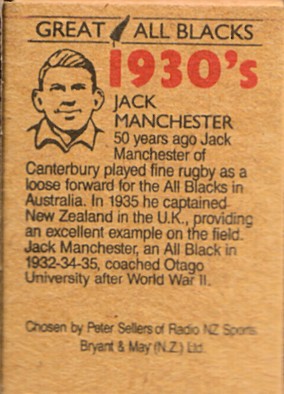 GREAT ALL BLACKS
1930's
JACK
MANCHESTER
50 years ago Jack
Manchester of
Canterbury played fine rugby as a
loose forward for the All Blacks in
Australia. In 1935 he captained
New Zealand in the U.K., providing
an excellent example on the field.
Jack Manchester, an All Black in
1932-34-35, coached Otago
University after World War II.
Chosen by Peter Sellers of Radio NZ Sports.
Bryant & May (N.Z.) Ltd.